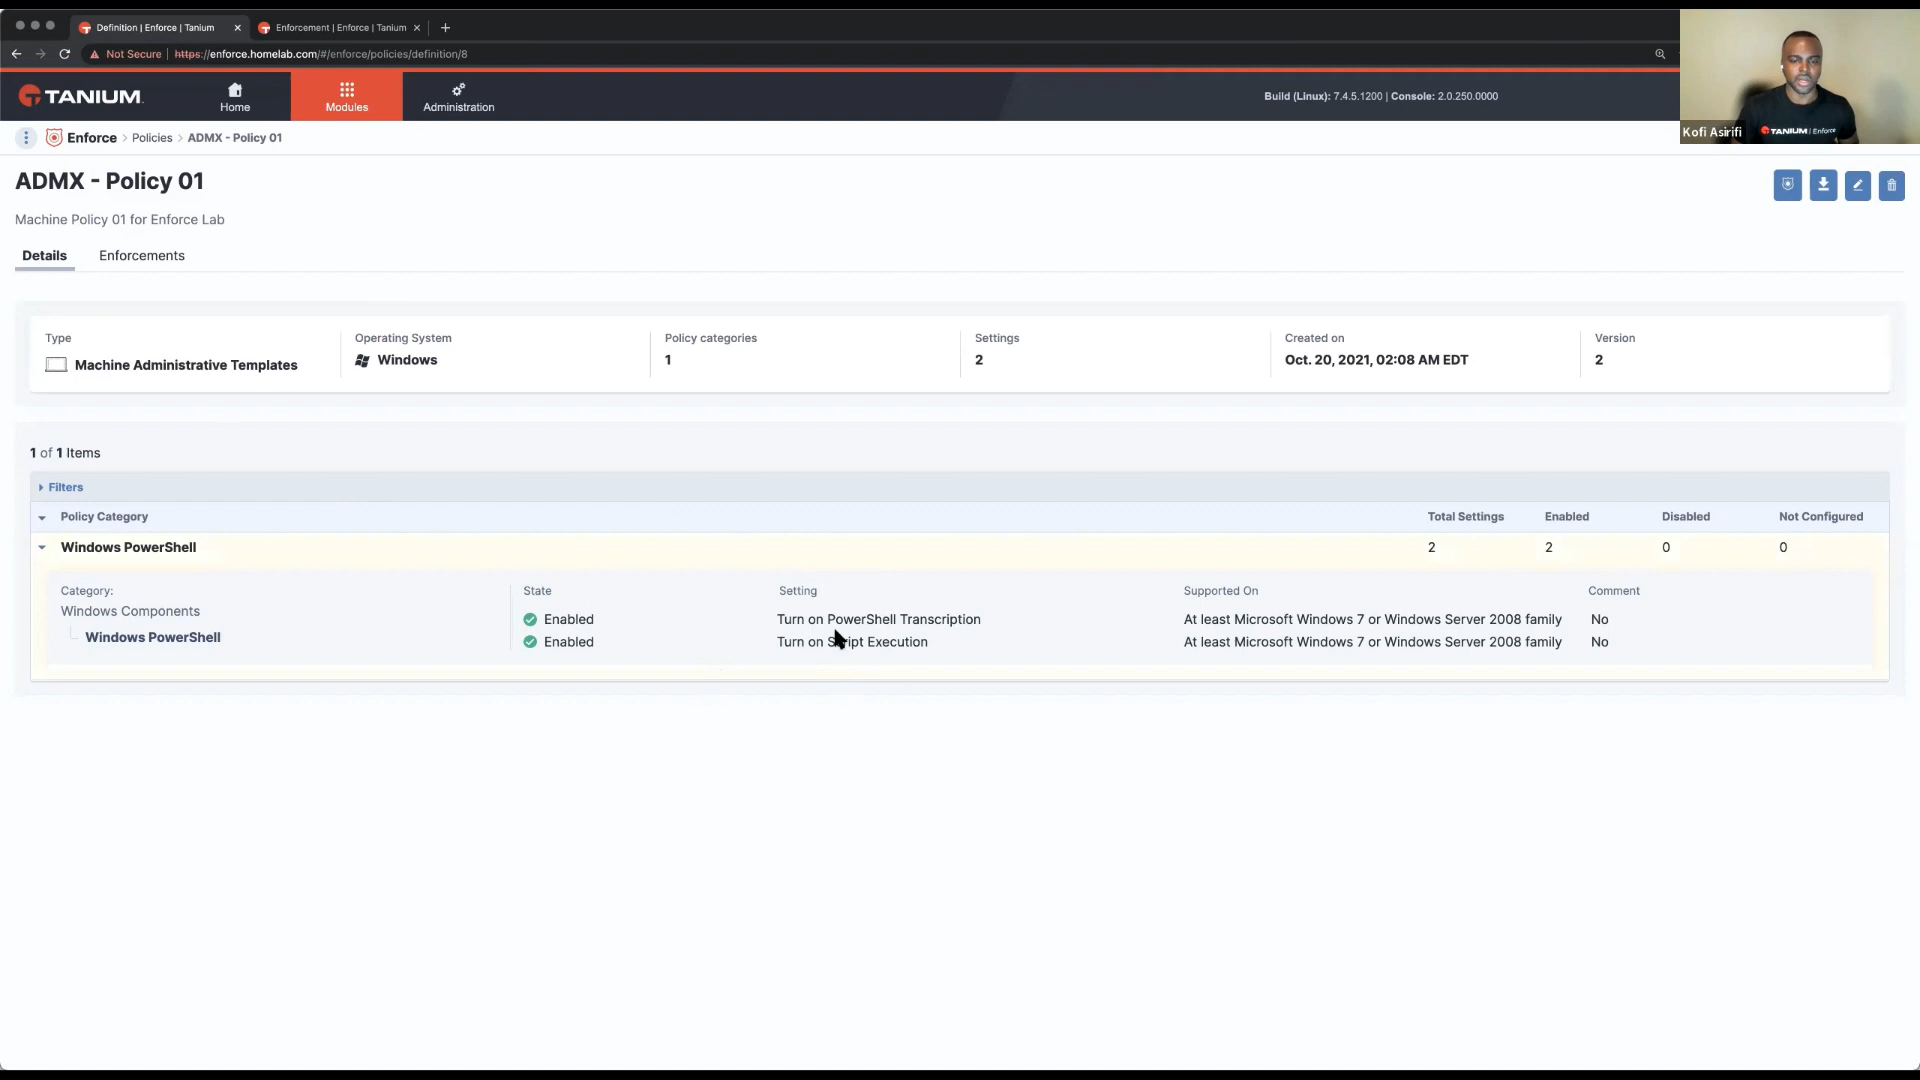 Definition | Enforce | Tanium
Enforcement | Enforce | Tanium
Not Secure | https://enforce.homelab.com/#/enforce/policies/definition/8
TANIUM
Home
Modules
Administration
Build (Linux): 7.4.5.1200 | Console: 2.0.250.0000
Kofi Asirifi
TANIUM | Enforce
Enforce > Policies > ADMX - Policy 01
ADMX - Policy 01
Machine Policy 01 for Enforce Lab
Details Enforcements
Type Operating System Policy categories Settings Created on Version
Machine Administrative Templates Windows 1 2 Oct. 20, 2021, 02:08 AM EDT 2
1 of 1 Items
Filters
Policy Category Total Settings Enabled Disabled Not Configured
Windows PowerShell 2 2 0 0
Category: State Setting Supported On Comment
Windows Components
Enabled Turn on PowerShell Transcription At least Microsoft Windows 7 or Windows Server 2008 family No
Windows PowerShell
Enabled Turn on Script Execution At least Microsoft Windows 7 or Windows Server 2008 family No